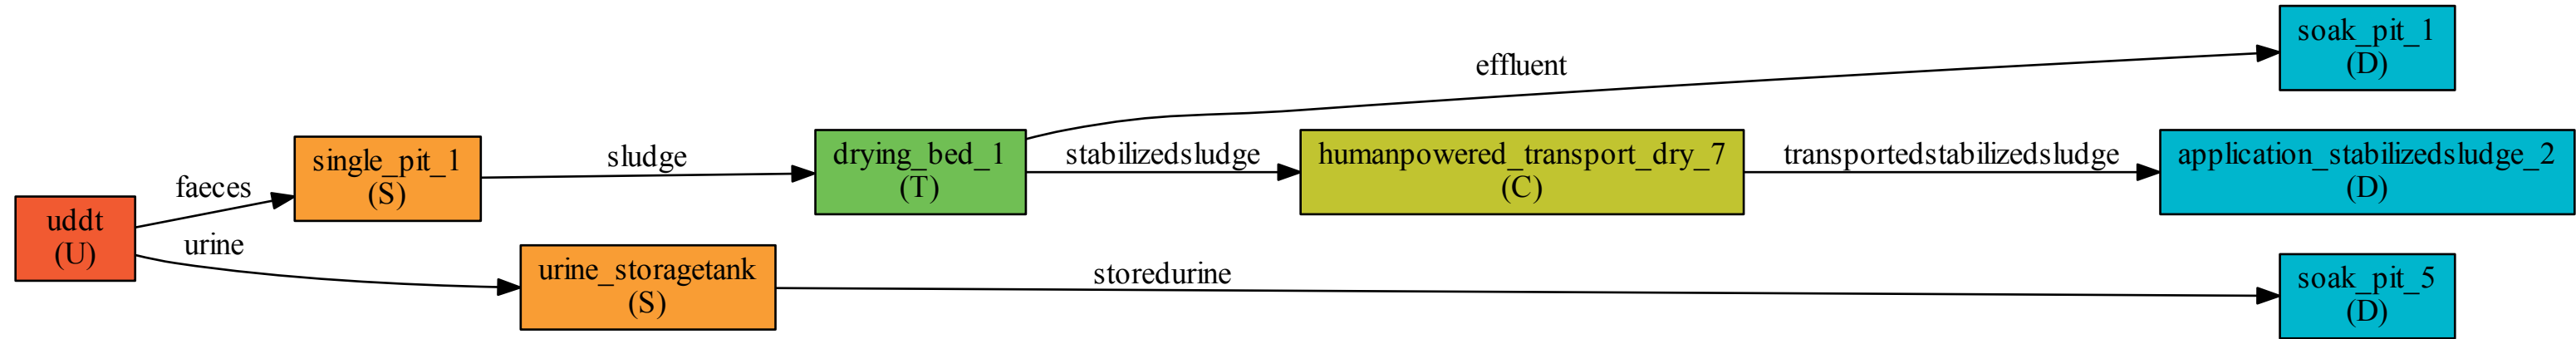 uddt
(U)
faeces
urine
single_pit_1
(S)
urine_storagetank
(S)
sludge
drying_bed_1
(T)
effluent
stabilizedsludge
storedurine
humanpowered_transport_dry_7
(C)
transportedstabilizedsludge
soak_pit_1
(D)
application_stabilizedsludge_2
(D)
soak_pit_5
(D)